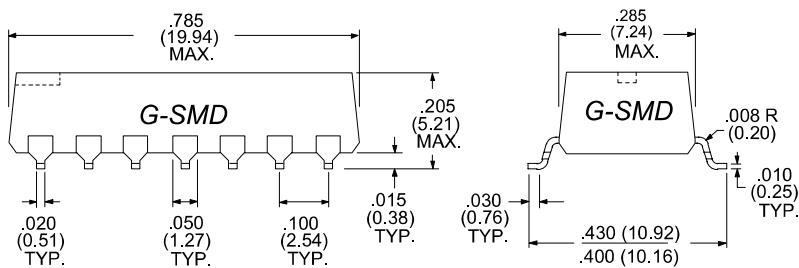 .785
(19.94)
MAX.
G-SMD
.205
(5.21)
MAX.
.020
(0.51)
TYP.
.050
(1.27)
TYP.
.100
(2.54)
TYP.
.015
(0.38)
TYP.
.285
(7.24)
MAX.
G-SMD
.008 R
(0.20)
.010
(0.25)
TYP.
.030
(0.76)
TYP.
.430 (10.92)
.400 (10.16)